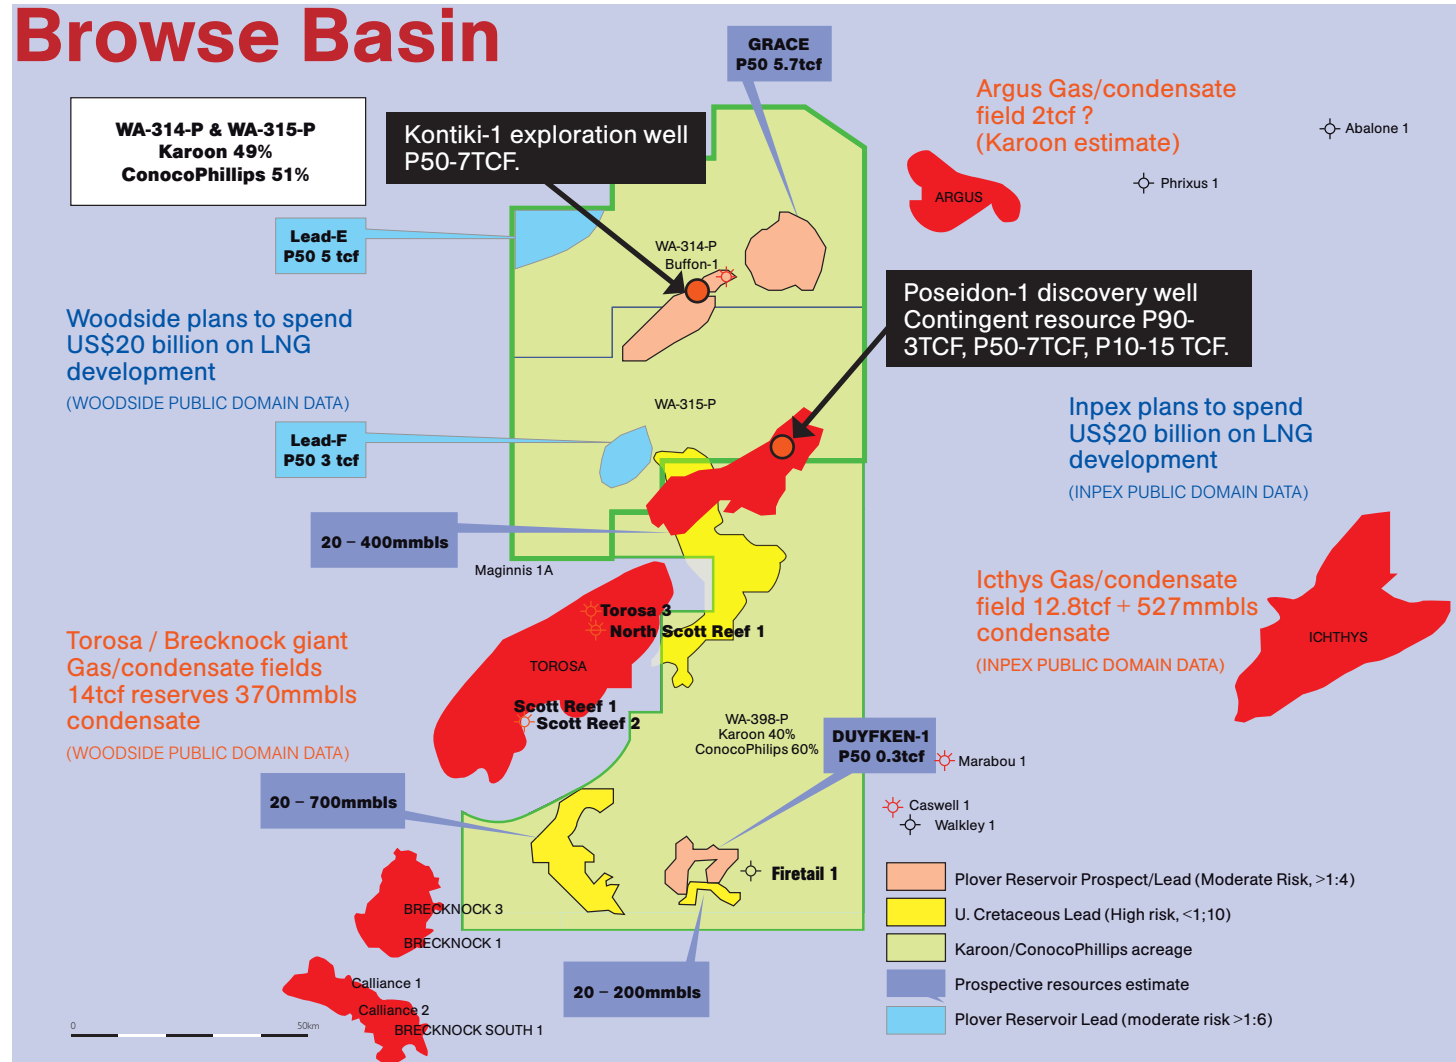 Browse Basin
GRACE
P50 5.7tcf
WA-314-P & WA-315-P
Karoon 49%
ConocoPhillips 51%
Kontiki-1 exploration well
P50-7TCF.
Argus Gas/condensate
field 2tcf ?
(Karoon estimate)
Abalone 1
Phrixus 1
ARGUS
Lead-E
P50 5 tcf
WA-314-P
Buffon-1
Poseidon-1 discovery well
Contingent resource P90-
3TCF, P50-7TCF, P10-15 TCF.
Woodside plans to spend
US$20 billion on LNG
development
(WOODSIDE PUBLIC DOMAIN DATA)
WA-315-P
Inpex plans to spend
US$20 billion on LNG
development
(INPEX PUBLIC DOMAIN DATA)
Lead-F
P50 3 tcf
20 – 400mmbls
Maginnis 1A
Torosa 3
North Scott Reef 1
TOROSA
Scott Reef 1
Scott Reef 2
Icthys Gas/condensate
field 12.8tcf + 527mmbls
condensate
(INPEX PUBLIC DOMAIN DATA)
ICHTHYS
Torosa / Brecknock giant
Gas/condensate fields
14tcf reserves 370mmbls
condensate
(WOODSIDE PUBLIC DOMAIN DATA)
WA-398-P
Karoon 40%
ConocoPhilips 60%
DUYFKEN-1
P50 0.3tcf
Marabou 1
20 – 700mmbls
Caswell 1
Walkley 1
Firetail 1
BRECKNOCK 3
BRECKNOCK 1
Calliance 1
Calliance 2
BRECKNOCK SOUTH 1
20 – 200mmbls
Plover Reservoir Prospect/Lead (Moderate Risk, >1:4)
U. Cretaceous Lead (High risk, <1;10)
Karoon/ConocoPhillips acreage
Prospective resources estimate
Plover Reservoir Lead (moderate risk >1:6)
0 50km